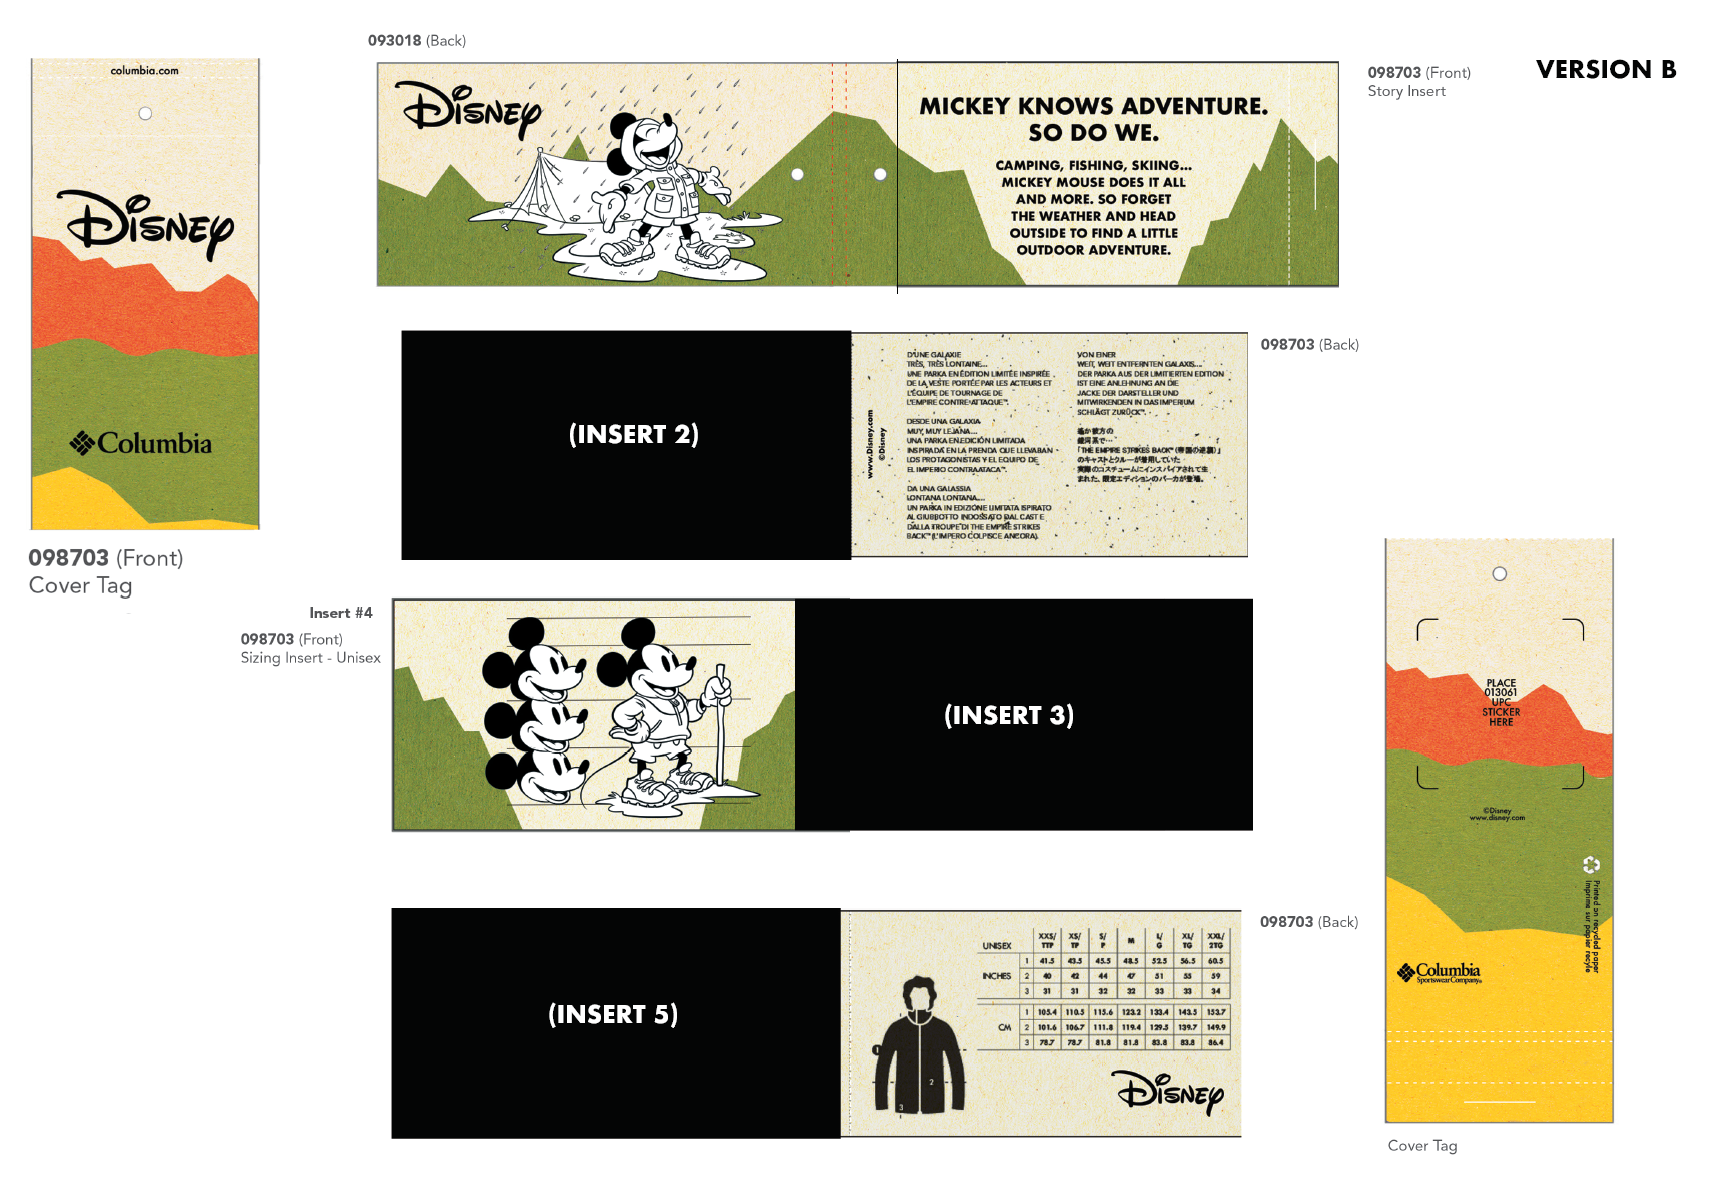 093018 (Back)
VERSION B
098703 (Front)
Story Insert
columbia.com
Disney
Columbia
098703 (Front)
Cover Tag
Disney
MICKEY KNOWS ADVENTURE.
SO DO WE.
CAMPING, FISHING, SKIING...
MICKEY MOUSE DOES IT ALL
AND MORE. SO FORGET
THE WEATHER AND HEAD
OUTSIDE TO FIND A LITTLE
OUTDOOR ADVENTURE.
(INSERT 2)
098703 (Back)
www.Disney.com
©Disney
D'UNE GALAXIE
TRÈS, TRÈS LONTAINE...
UNE PARKA EN ÉDITION LIMITÉE INSPIRÉE
DE LA VESTE PORTÉE PAR LES ACTEURS ET
L'ÉQUIPE DE TOURNAGE DE
L'EMPIRE CONTRE-ATTAQUE™.
DESDE UNA GALAXIA
MUY, MUY LEJANA...
UNA PARKA EN EDICIÓN LIMITADA
INSPIRADA EN LA PRENDA QUE LLEVABAN
LOS PROTAGONISTAS Y EL EQUIPO DE
EL IMPERIO CONTRAATACA™.
DA UNA GALASSIA
LONTANA LONTANA...
UN PARKA IN EDIZIONE LIMITATA ISPIRATO
AL GIUBBOTTO INDOSSATO DAL CAST E
DALLA TROUPE DI THE EMPIRE STRIKES
BACK™ (L'IMPERO COLPISCE ANCORA).
VON EINER
WEIT, WEIT ENTFERNTEN GALAXIS...
DER PARKA AUS DER LIMITIERTEN EDITION
IST EINE ANLEHNUNG AN DIE
JACKE DER DARSTELLER UND
MITWIRKENDEN IN DAS IMPERIUM
SCHLÄGT ZURÜCK™.
遙か彼方の
銀河系で…
「THE EMPIRE STRIKES BACK™(帝国の逆襲)」
のキャストとクルーが着用していた
実際のコスチュームにインスパイアされて生
まれた、限定エディションのパーカが登場。
Insert #4
098703 (Front)
Sizing Insert - Unisex
(INSERT 3)
(INSERT 5)
098703 (Back)
UNISEX XXS/TTP XS/TP S/P M L/G XL/TG XXL/2TG
INCHES
1 41.5 43.5 45.5 48.5 52.5 56.5 60.5
2 40 42 44 47 51 55 59
3 31 31 32 32 33 33 34
CM
1 105.4 110.5 115.6 123.2 133.4 143.5 153.7
2 101.6 106.7 111.8 119.4 129.5 139.7 149.9
3 78.7 78.7 81.8 81.8 83.8 83.8 86.4
1
2
3
Disney
PLACE
013061
UPC
STICKER
HERE
©Disney
www.disney.com
Printed on recycled paper
Imprime sur papier recycle
Columbia
Sportswear Company®
Cover Tag